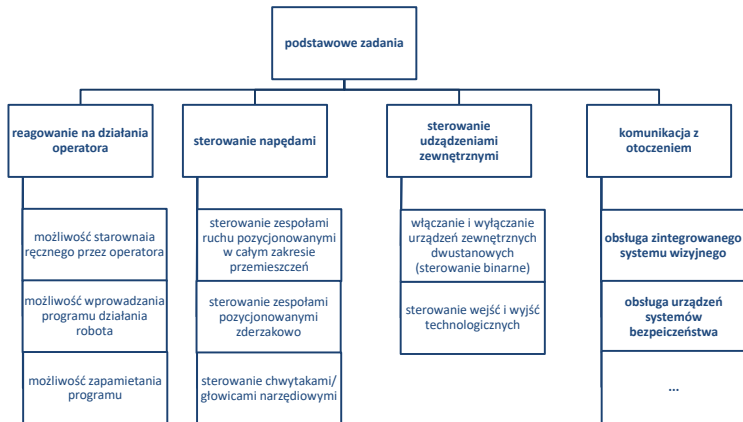 podstawowe zadania
reagowanie na działania
operatora
sterowanie napędami
sterowanie
udządzeniami
zewnętrznymi
komunikacja z
otoczeniem
możliwość starownaia
ręcznego przez operatora
możliwość wprowadzania
programu działania
robota
możliwość zapamietania
programu
sterowanie zespołami
ruchu pozycjonowanymi
w całym zakresie
przemieszczeń
sterowanie zespołami
pozycjonowanymi
zderzakowo
sterowanie chwytakami/
głowicami narzędiowymi
włączanie i wyłączanie
urządzeń zewnętrznych
dwustanowych
(sterowanie binarne)
sterowanie wejść i wyjść
technologicznych
obsługa zintegrowanego
systemu wizyjnego
obsługa urządzeń
systemów
bezpeiczeństwa
...